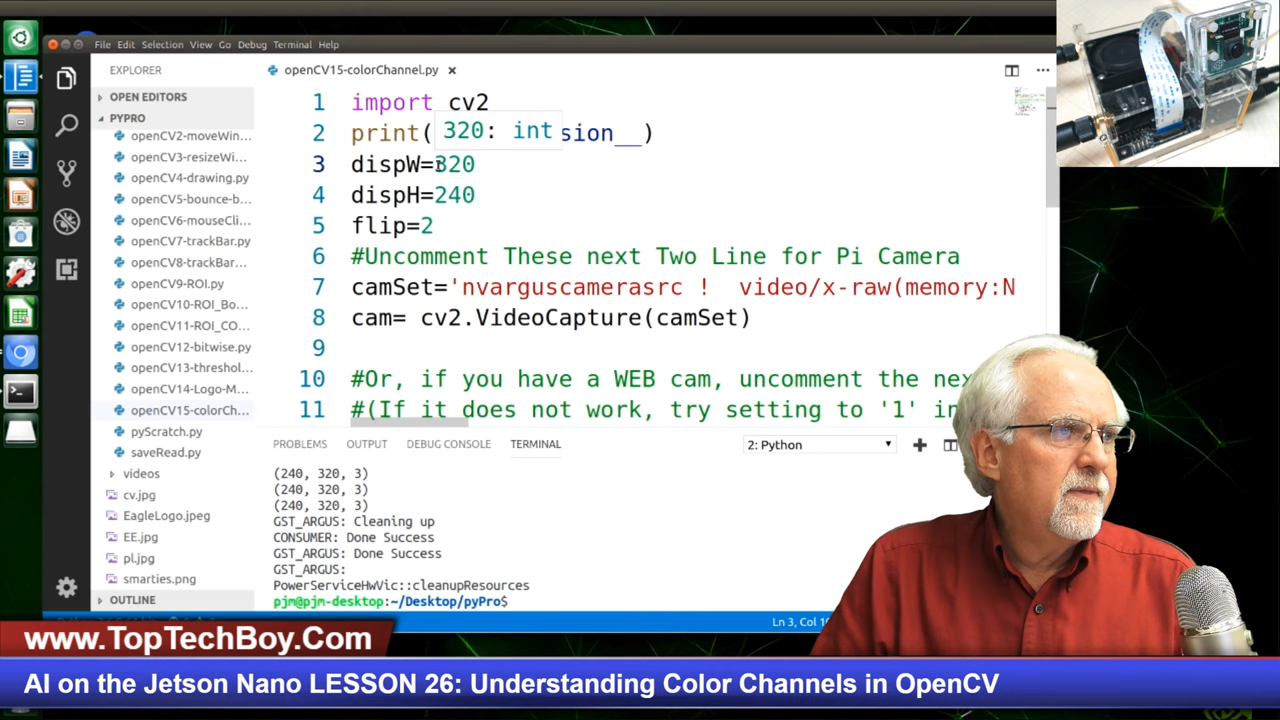 File Edit Selection View Go Debug Terminal Help
EXPLORER
openCV15-colorChannel.py
OPEN EDITORS
PYPRO
openCV2-moveWin...
openCV3-resizeWi...
openCV4-drawing.py
openCV5-bounce-b...
openCV6-mouseCli...
openCV7-trackBar.py
openCV8-trackBar...
openCV9-ROI.py
openCV10-ROI_Bo...
openCV11-ROI_CO...
openCV12-bitwise.py
openCV13-threshol...
openCV14-Logo-M...
openCV15-colorCh...
pyScratch.py
saveRead.py
videos
cv.jpg
EagleLogo.jpeg
EE.jpg
pl.jpg
smarties.png
OUTLINE
1 import cv2
320: int
2 print( sion__)
3 dispW=320
4 dispH=240
5 flip=2
6 #Uncomment These next Two Line for Pi Camera
7 camSet='nvarguscamerasrc ! video/x-raw(memory:N
8 cam= cv2.VideoCapture(camSet)
9
10 #Or, if you have a WEB cam, uncomment the nex
11 #(If it does not work, try setting to '1' in
PROBLEMS OUTPUT DEBUG CONSOLE TERMINAL 2: Python
(240, 320, 3)
(240, 320, 3)
(240, 320, 3)
GST_ARGUS: Cleaning up
CONSUMER: Done Success
GST_ARGUS: Done Success
GST_ARGUS:
PowerServiceHwVic::cleanupResources
pjm@pjm-desktop:~/Desktop/pyPro$
Ln 3, Col
www.TopTechBoy.Com
AI on the Jetson Nano LESSON 26: Understanding Color Channels in OpenCV